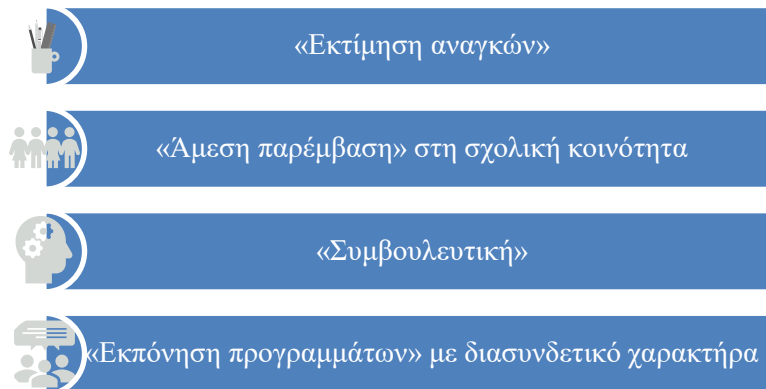 «Εκτίμηση αναγκών»
«Άμεση παρέμβαση» στη σχολική κοινότητα
«Συμβουλευτική»
«Εκπόνηση προγραμμάτων» με διασυνδετικό χαρακτήρα